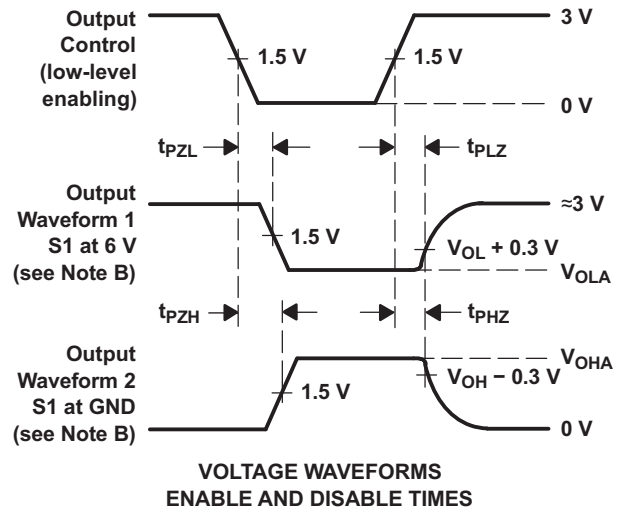 Output
Control
(low-level
enabling)
3 V
1.5 V
1.5 V
0 V
tPZL
tPLZ
Output
Waveform 1
S1 at 6 V
(see Note B)
≈3 V
1.5 V
VOL + 0.3 V
VOLA
tPZH
tPHZ
Output
Waveform 2
S1 at GND
(see Note B)
VOHA
VOH − 0.3 V
1.5 V
0 V
VOLTAGE WAVEFORMS
ENABLE AND DISABLE TIMES